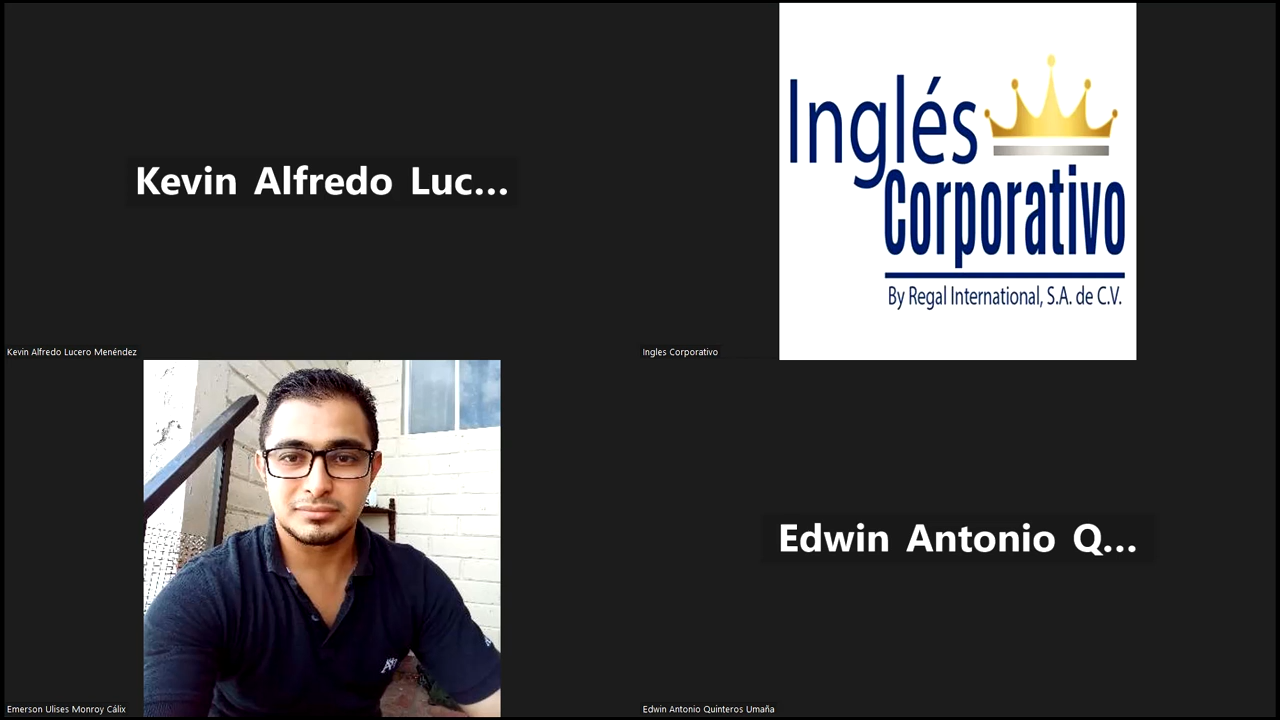 Kevin Alfredo Luc...
Kevin Alfredo Lucero Menéndez
Inglés
Corporativo
By Regal International, S.A. de C.V.
Ingles Corporativo
Emerson Ulises Monroy Cálix
Edwin Antonio Q...
Edwin Antonio Quinteros Umaña